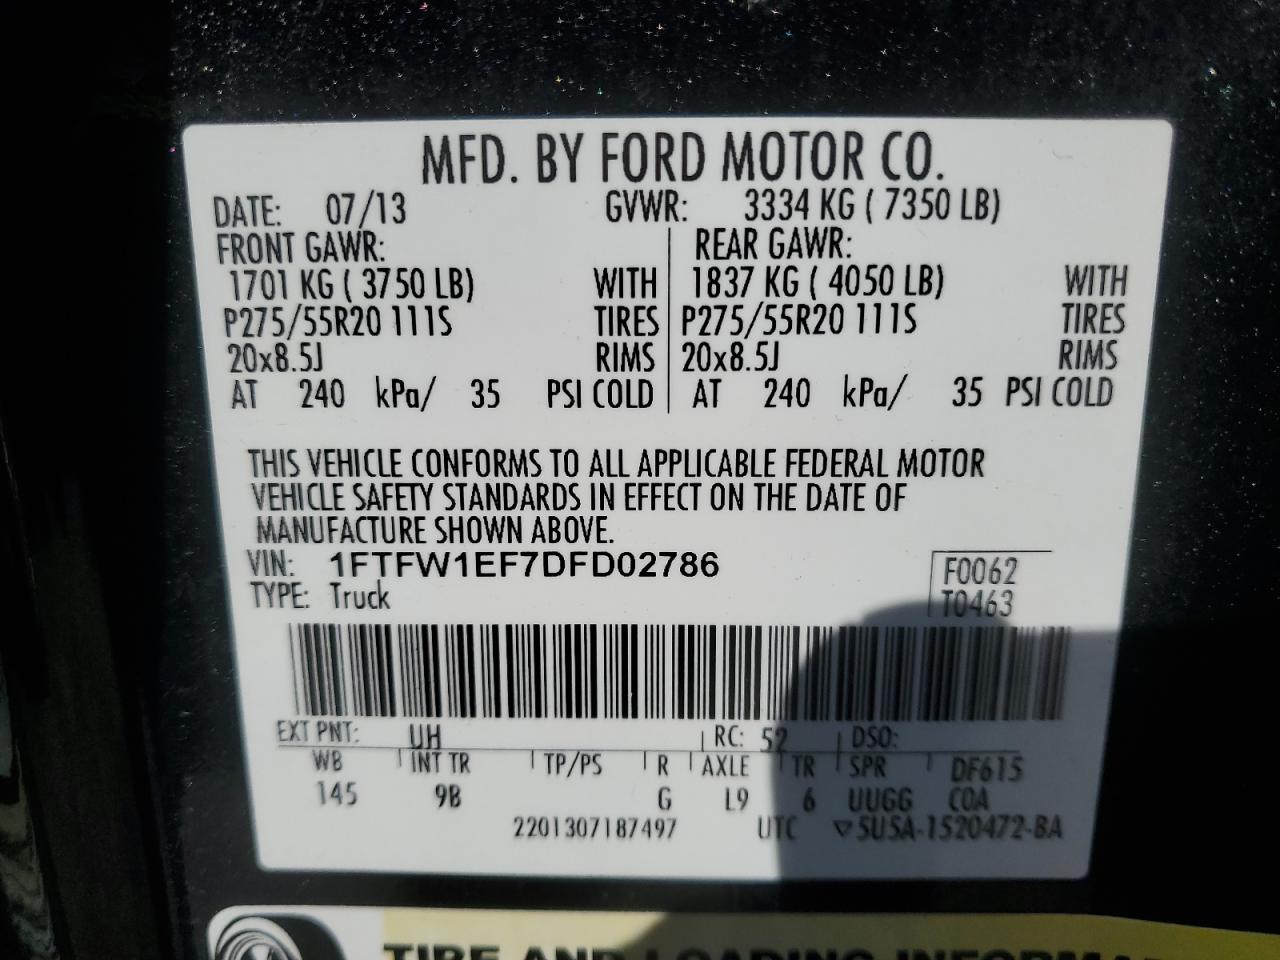 MFD. BY FORD MOTOR CO.
DATE: 07/13 GVWR: 3334 KG ( 7350 LB)
FRONT GAWR: REAR GAWR:
1701 KG ( 3750 LB) WITH 1837 KG ( 4050 LB) WITH
P275/55R20 111S TIRES P275/55R20 111S TIRES
20x8.5J RIMS 20x8.5J RIMS
AT 240 kPa/ 35 PSI COLD AT 240 kPa/ 35 PSI COLD
THIS VEHICLE CONFORMS TO ALL APPLICABLE FEDERAL MOTOR
VEHICLE SAFETY STANDARDS IN EFFECT ON THE DATE OF
MANUFACTURE SHOWN ABOVE.
VIN: 1FTFW1EF7DFD02786 F0062
TYPE: Truck T0463
EXT PNT: UH RC: 52 DSO:
WB INT TR TP/PS R AXLE TR SPR DF615
145 9B G L9 6 UUGG COA
2201307187497 UTC ▽5U5A-1520472-BA
TIRE AND LOADING